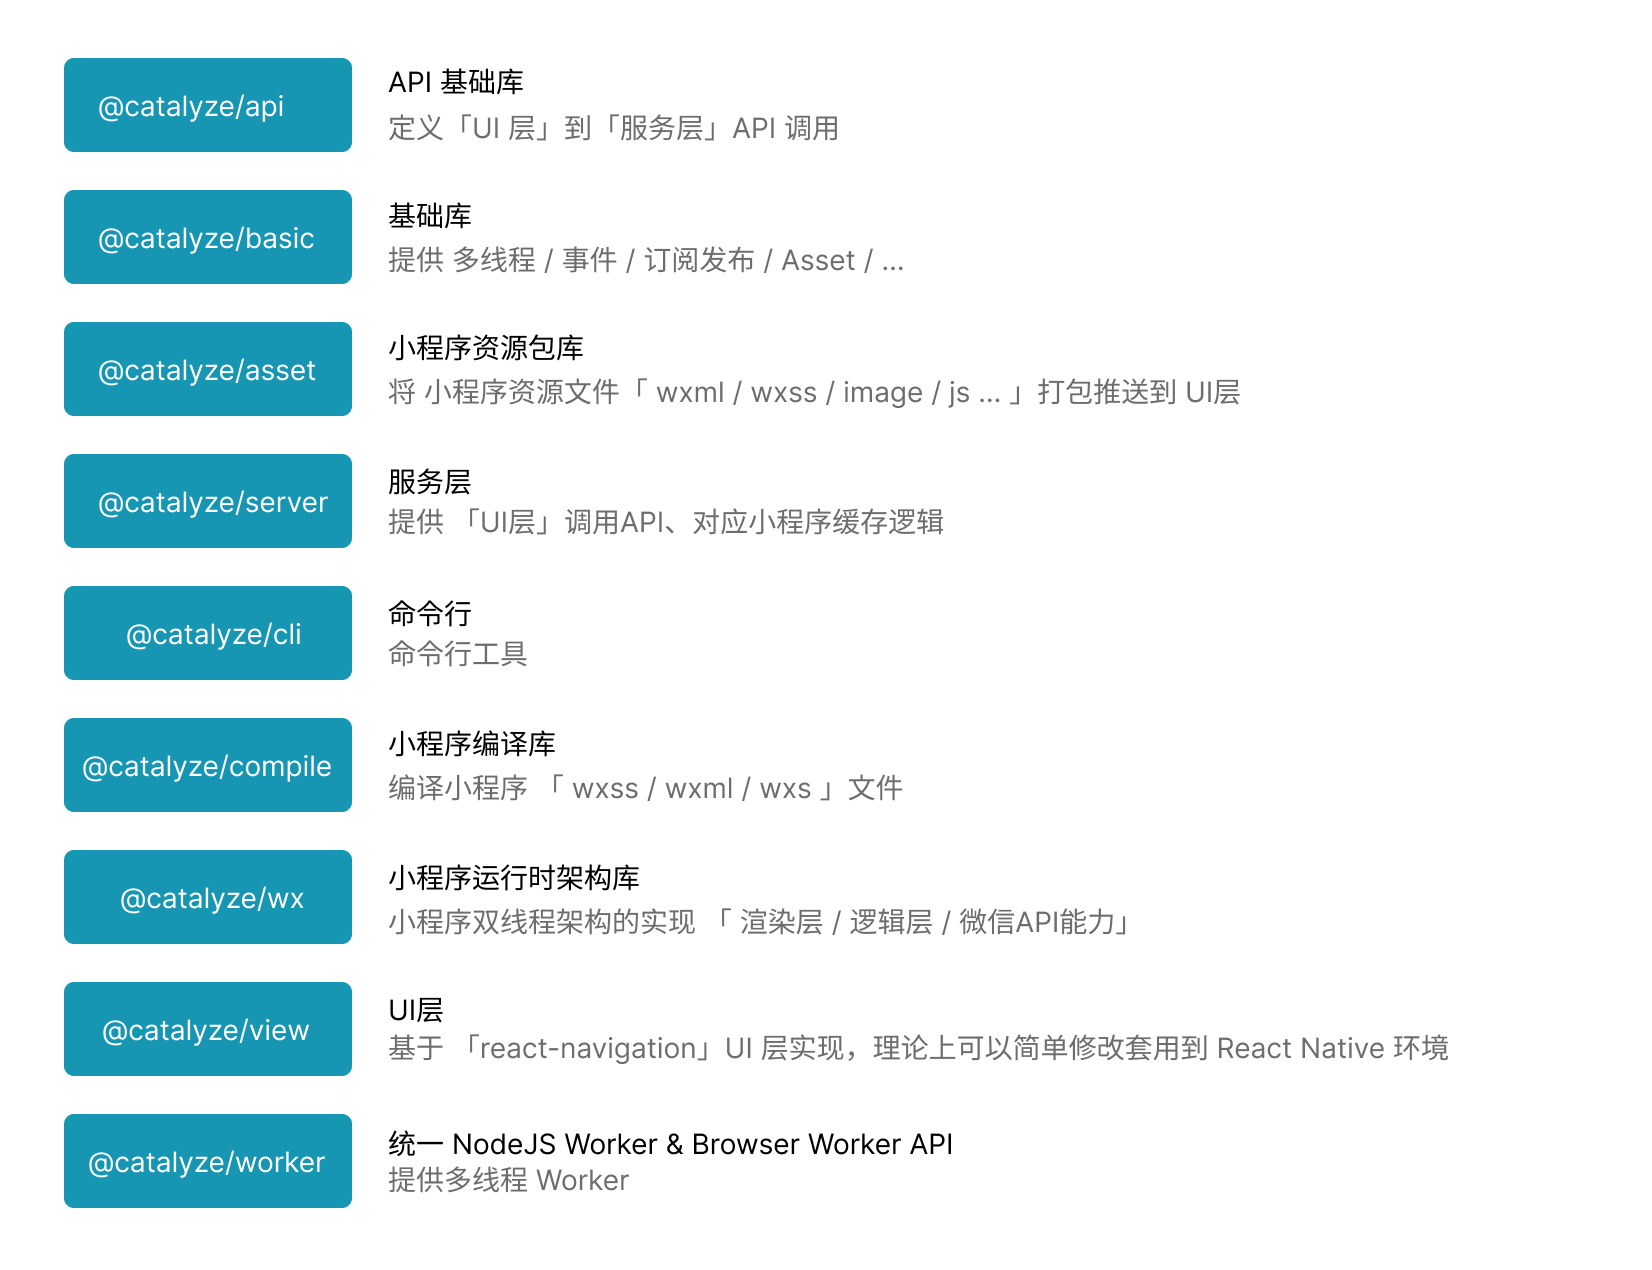 @catalyze/api
API 基础库
定义「UI 层」到「服务层」API 调用
@catalyze/basic
基础库
提供 多线程 / 事件 / 订阅发布 / Asset / ...
@catalyze/asset
小程序资源包库
将 小程序资源文件「 wxml / wxss / image / js ... 」打包推送到 UI层
@catalyze/server
服务层
提供 「UI层」调用API、对应小程序缓存逻辑
@catalyze/cli
命令行
命令行工具
@catalyze/compile
小程序编译库
编译小程序 「 wxss / wxml / wxs 」文件
@catalyze/wx
小程序运行时架构库
小程序双线程架构的实现 「 渲染层 / 逻辑层 / 微信API能力」
@catalyze/view
UI层
基于 「react-navigation」UI 层实现，理论上可以简单修改套用到 React Native 环境
@catalyze/worker
统一 NodeJS Worker & Browser Worker API
提供多线程 Worker